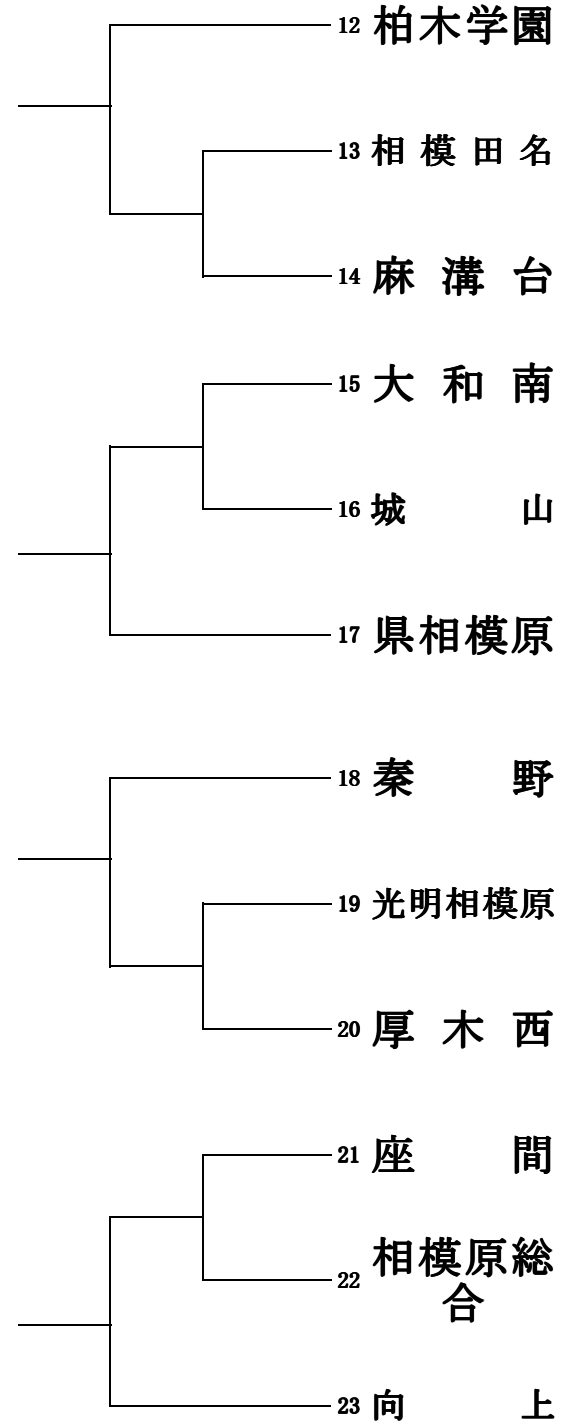 12 柏木学園
13 相模田名
14 麻溝台
15 大和南
16 城山
17 県相模原
18 秦野
19 光明相模原
20 厚木西
21 座間
22 相模原総
合
23 向上